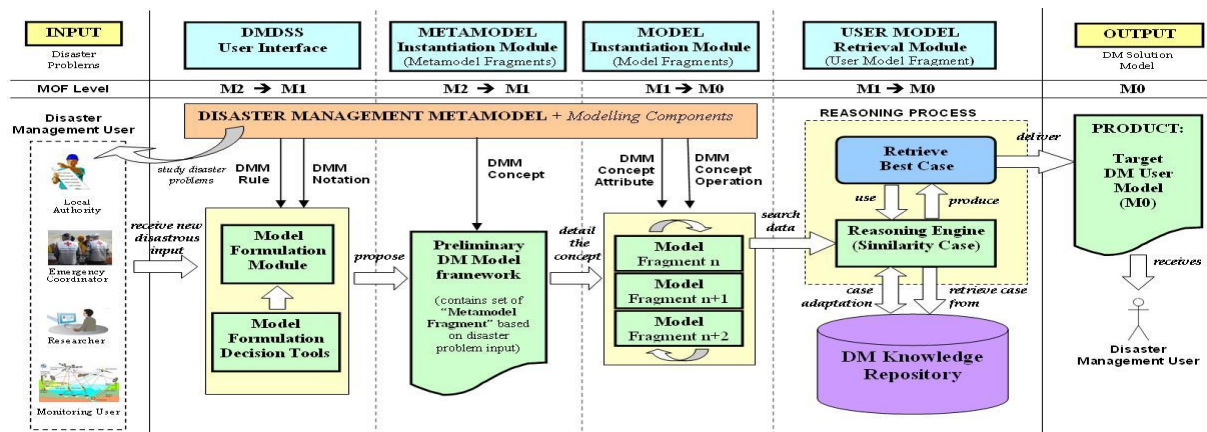 INPUT
Disaster
Problems
DMDSS
User Interface
METAMODEL
Instantiation Module
(Metamodel Fragments)
MODEL
Instantiation Module
(Model Fragments)
USER MODEL
Retrieval Module
(User Model Fragment)
OUTPUT
DM Solution
Model
MOF Level
M2 → M1
M2 → M1
M1 → M0
M1 → M0
M0
Disaster
Management User
Local
Authority
Emergency
Coordinator
Researcher
Monitoring User
DISASTER MANAGEMENT METAMODEL + Modelling Components
study disaster
problems
DMM
Rule
DMM
Notation
DMM
Concept
DMM
Concept
Attribute
DMM
Concept
Operation
receive new
disastrous
input
Model
Formulation
Module
Model
Formulation
Decision Tools
propose
Preliminary
DM Model
framework
(contains set of
"Metamodel
Fragment" based
on disaster
problem input)
detail the
concept
Model
Fragment n
Model
Fragment n+1
Model
Fragment n+2
search
data
REASONING PROCESS
Retrieve
Best Case
use
produce
Reasoning Engine
(Similarity Case)
case
adaptation
retrieve case
from
DM Knowledge
Repository
deliver
PRODUCT:
Target
DM User
Model
(M0)
receives
Disaster
Management User